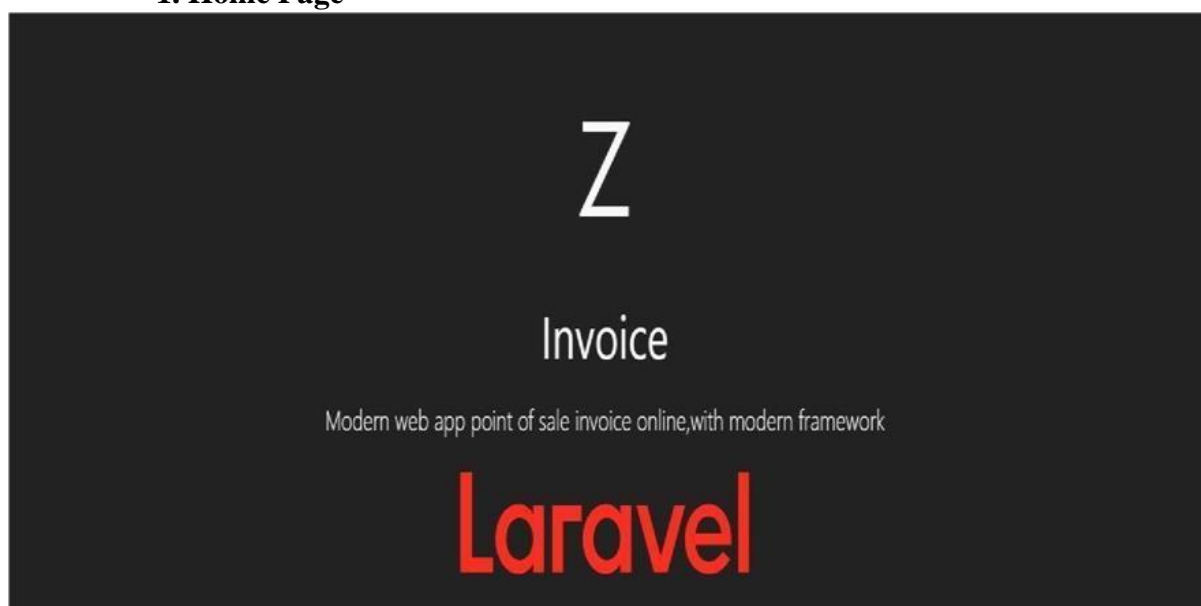 1. Home Page
Z
Invoice
Modern web app point of sale invoice online,with modern framework
Laravel